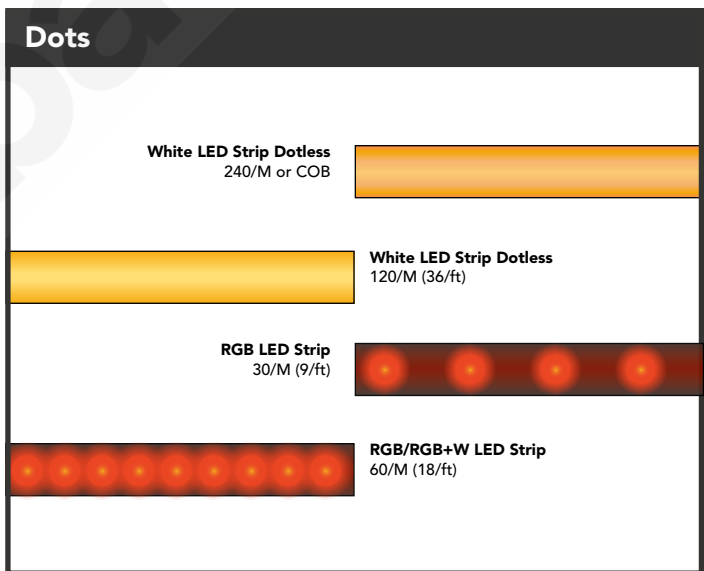 Dots
White LED Strip Dotless
240/M or COB
White LED Strip Dotless
120/M (36/ft)
RGB LED Strip
30/M (9/ft)
RGB/RGB+W LED Strip
60/M (18/ft)